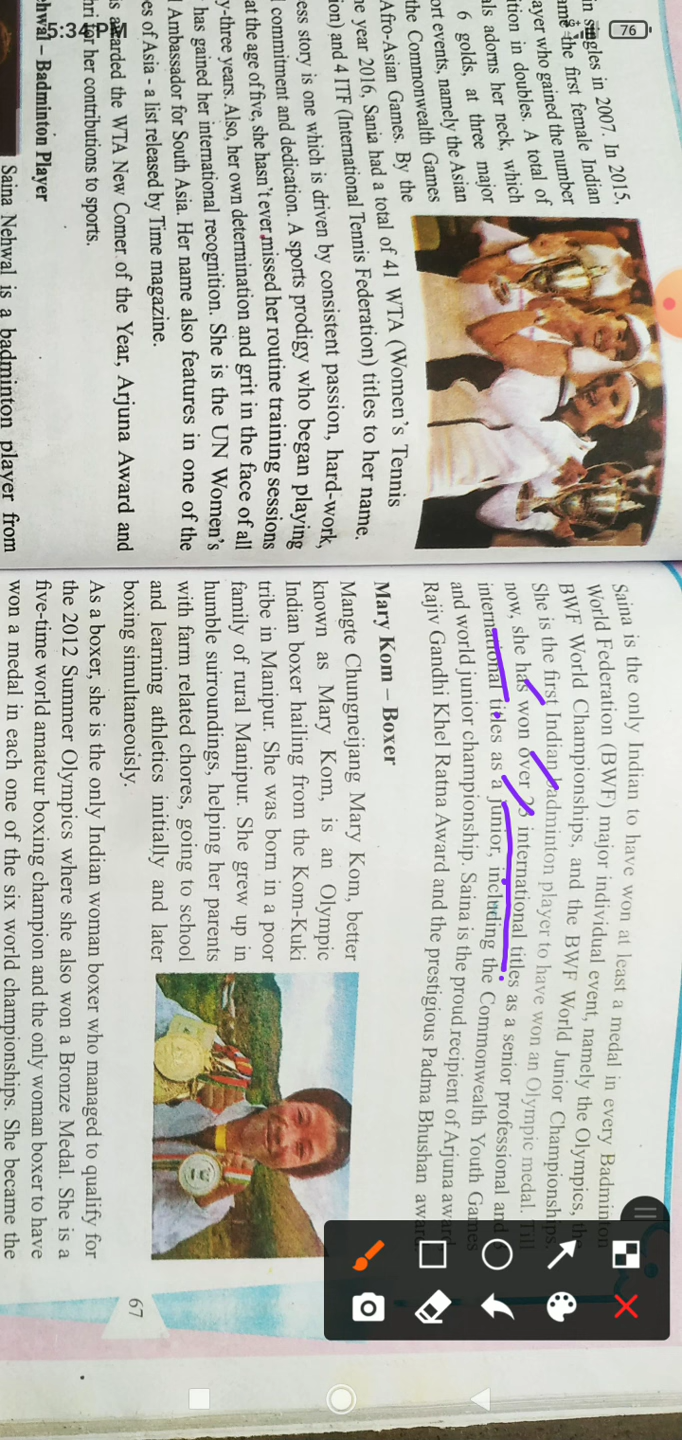 5:34 PM
76
in singles in 2007. In 2015,
the first female Indian
ayer who gained the number
ition in doubles. A total of
als adorns her neck, which
6 golds, at three major
ort events, namely the Asian
the Commonwealth Games
Afro-Asian Games. By the
he year 2016, Sania had a total of 41 WTA (Women's Tennis
ion) and 4 ITF (International Tennis Federation) titles to her name.
ess story is one which is driven by consistent passion, hard-work,
commitment and dedication. A sports prodigy who began playing
at the age of five, she hasn't ever missed her routine training sessions
y-three years. Also, her own determination and grit in the face of all
has gained her international recognition. She is the UN Women's
l Ambassador for South Asia. Her name also features in one of the
es of Asia - a list released by Time magazine.
is awarded the WTA New Comer of the Year, Arjuna Award and
hri for her contributions to sports.
ehwal – Badminton Player
Saina Nehwal is a badminton player from
Saina is the only Indian to have won at least a medal in every Badminton
World Federation (BWF) major individual event, namely the Olympics, the
BWF World Championships, and the BWF World Junior Championships.
She is the first Indian badminton player to have won an Olympic medal. Till
now, she has won over 23 international titles as a senior professional and
international titles as a junior, including the Commonwealth Youth Games
and world junior championship. Saina is the proud recipient of Arjuna award
Rajiv Gandhi Khel Ratna Award and the prestigious Padma Bhushan award
Mary Kom – Boxer
Mangte Chungneijang Mary Kom, better
known as Mary Kom, is an Olympic
Indian boxer hailing from the Kom-Kuki
tribe in Manipur. She was born in a poor
family of rural Manipur. She grew up in
humble surroundings, helping her parents
with farm related chores, going to school
and learning athletics initially and later
boxing simultaneously.
As a boxer, she is the only Indian woman boxer who managed to qualify for
the 2012 Summer Olympics where she also won a Bronze Medal. She is a
five-time world amateur boxing champion and the only woman boxer to have
won a medal in each one of the six world championships. She became the
67